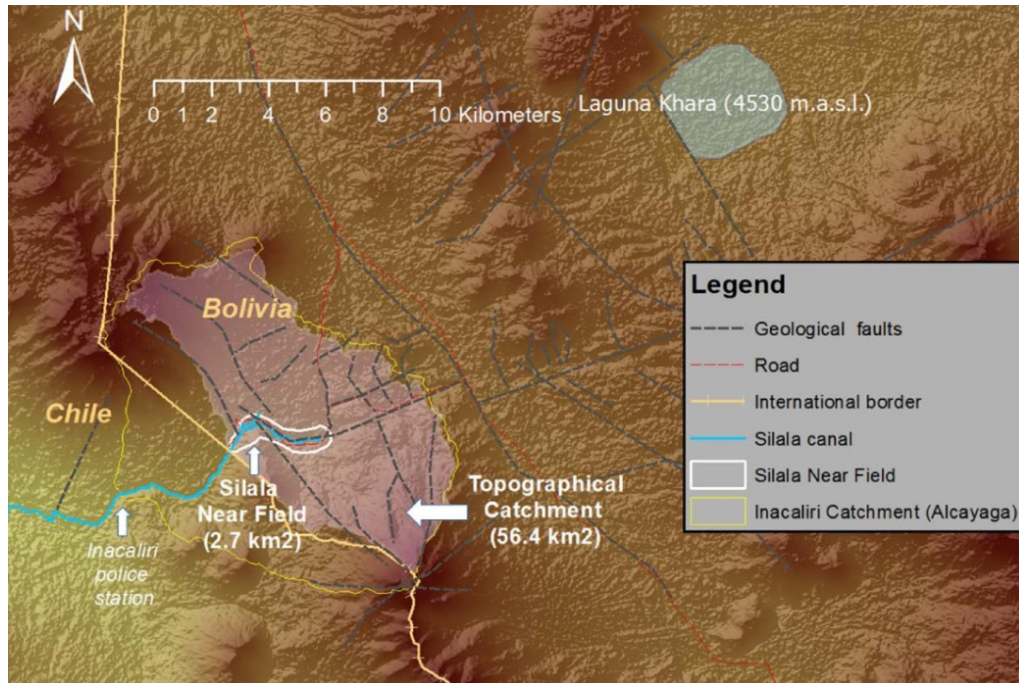 N
0 2 4 6 8 10 Kilometers
Laguna Khara (4530 m.a.s.l.)
Bolivia
Chile
Silala
Near Field
(2.7 km2)
Topographical
Catchment
(56.4 km2)
Inacaliri
police
station
Legend
Geological faults
Road
International border
Silala canal
Silala Near Field
Inacaliri Catchment (Alcayaga)